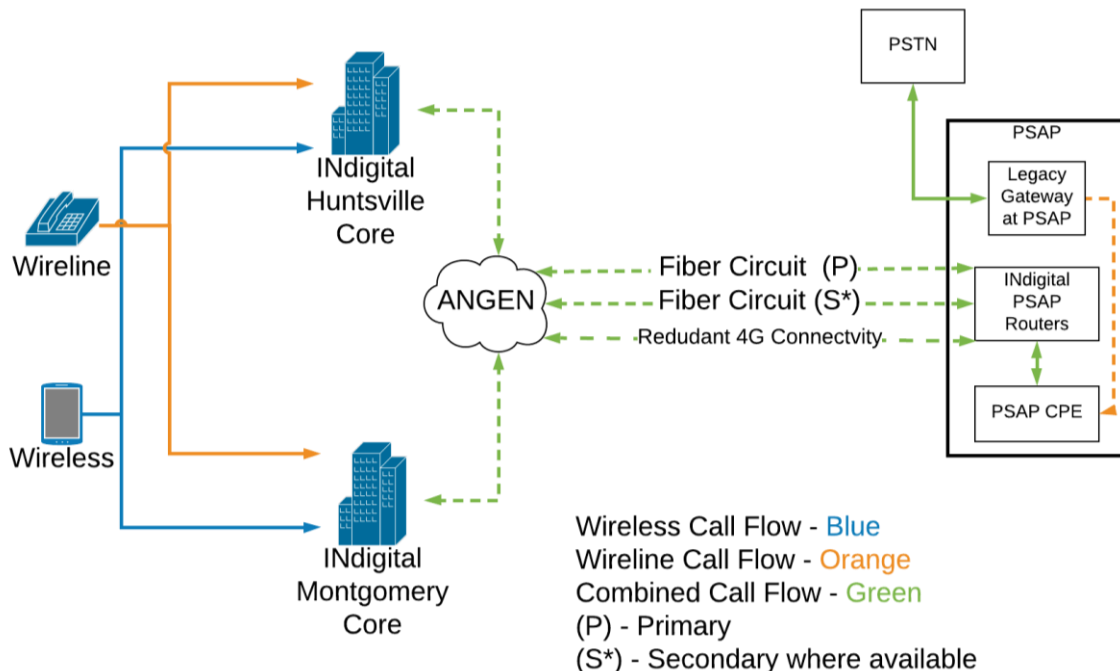 PSTN
PSAP
INdigital
Huntsville
Core
Legacy
Gateway
at PSAP
Wireline
ANGEN
Fiber Circuit (P)
Fiber Circuit (S*)
Redudant 4G Connectvity
INdigital
PSAP
Routers
PSAP CPE
Wireless
INdigital
Montgomery
Core
Wireless Call Flow - Blue
Wireline Call Flow - Orange
Combined Call Flow - Green
(P) - Primary
(S*) - Secondary where available